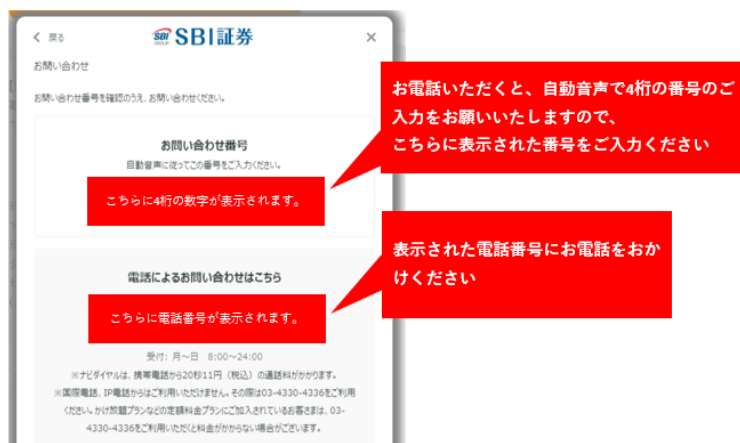 戻る
SBI GROUP SBI証券
×
お問い合わせ
お問い合わせ番号を確認のうえ、お問い合わせください。
お問い合わせ番号
自動音声に従ってこの番号をご入力ください。
こちらに4桁の数字が表示されます。
お電話いただくと、自動音声で4桁の番号のご
入力をお願いいたしますので、
こちらに表示された番号をご入力ください
電話によるお問い合わせはこちら
こちらに電話番号が表示されます。
表示された電話番号にお電話をおか
けください
受付: 月～日 8:00～24:00
※ナビダイヤルは、携帯電話から20秒11円（税込）の通話料がかかります。
※国際電話、IP電話からはご利用いただけません。その際は03-4330-4336をご利用
ください。かけ放題プランなどの定額料金プランにご加入されているお客さまは、03-
4330-4336をご利用いただくと料金がかからない場合がございます。